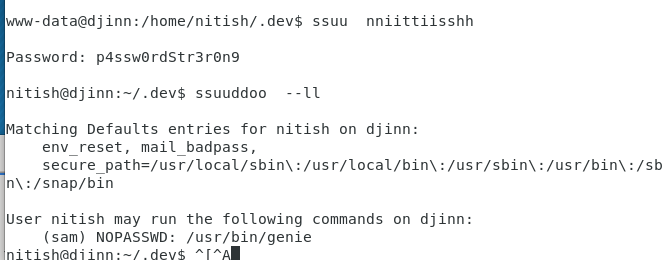 www-data@djinn:/home/nitish/.dev$ ssuu  nniittiisshh
Password: p4ssw0rdStr3r0n9
nitish@djinn:~/.dev$ ssuuddoo  --ll
Matching Defaults entries for nitish on djinn:
    env_reset, mail_badpass,
    secure_path=/usr/local/sbin\:/usr/local/bin\:/usr/sbin\:/usr/bin\:/sb
n\:/snap/bin
User nitish may run the following commands on djinn:
    (sam) NOPASSWD: /usr/bin/genie
nitish@djinn:~/.dev$ ^[^A